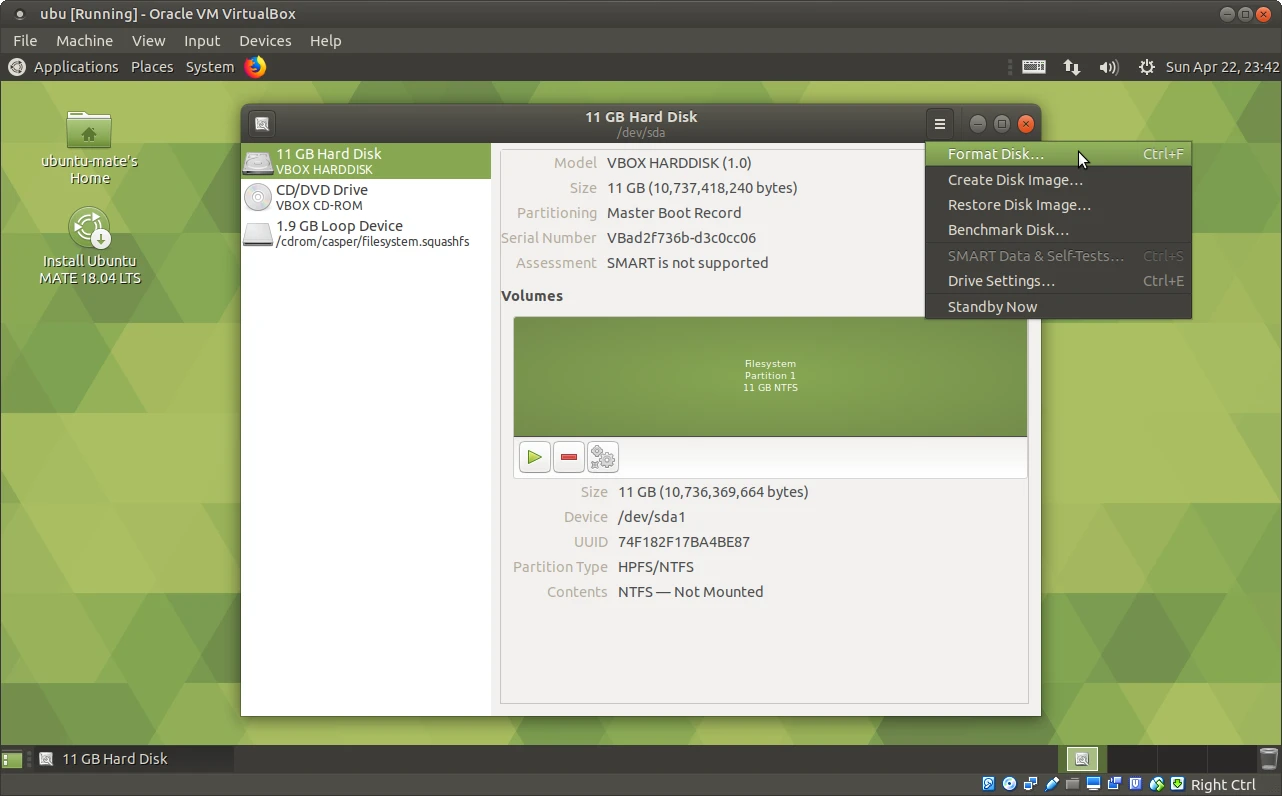 ubu [Running] - Oracle VM VirtualBox
File Machine View Input Devices Help
Applications Places System Sun Apr 22, 23:42
ubuntu-mate's
Home
Install Ubuntu
MATE 18.04 LTS
11 GB Hard Disk
/dev/sda
11 GB Hard Disk
VBOX HARDDISK
CD/DVD Drive
VBOX CD-ROM
1.9 GB Loop Device
/cdrom/casper/filesystem.squashfs
Model VBOX HARDDISK (1.0)
Size 11 GB (10,737,418,240 bytes)
Partitioning Master Boot Record
Serial Number VBad2f736b-d3c0cc06
Assessment SMART is not supported
Volumes
Filesystem
Partition 1
11 GB NTFS
Size 11 GB (10,736,369,664 bytes)
Device /dev/sda1
UUID 74F182F17BA4BE87
Partition Type HPFS/NTFS
Contents NTFS — Not Mounted
Format Disk… Ctrl+F
Create Disk Image…
Restore Disk Image…
Benchmark Disk…
SMART Data & Self-Tests… Ctrl+S
Drive Settings… Ctrl+E
Standby Now
11 GB Hard Disk
Right Ctrl